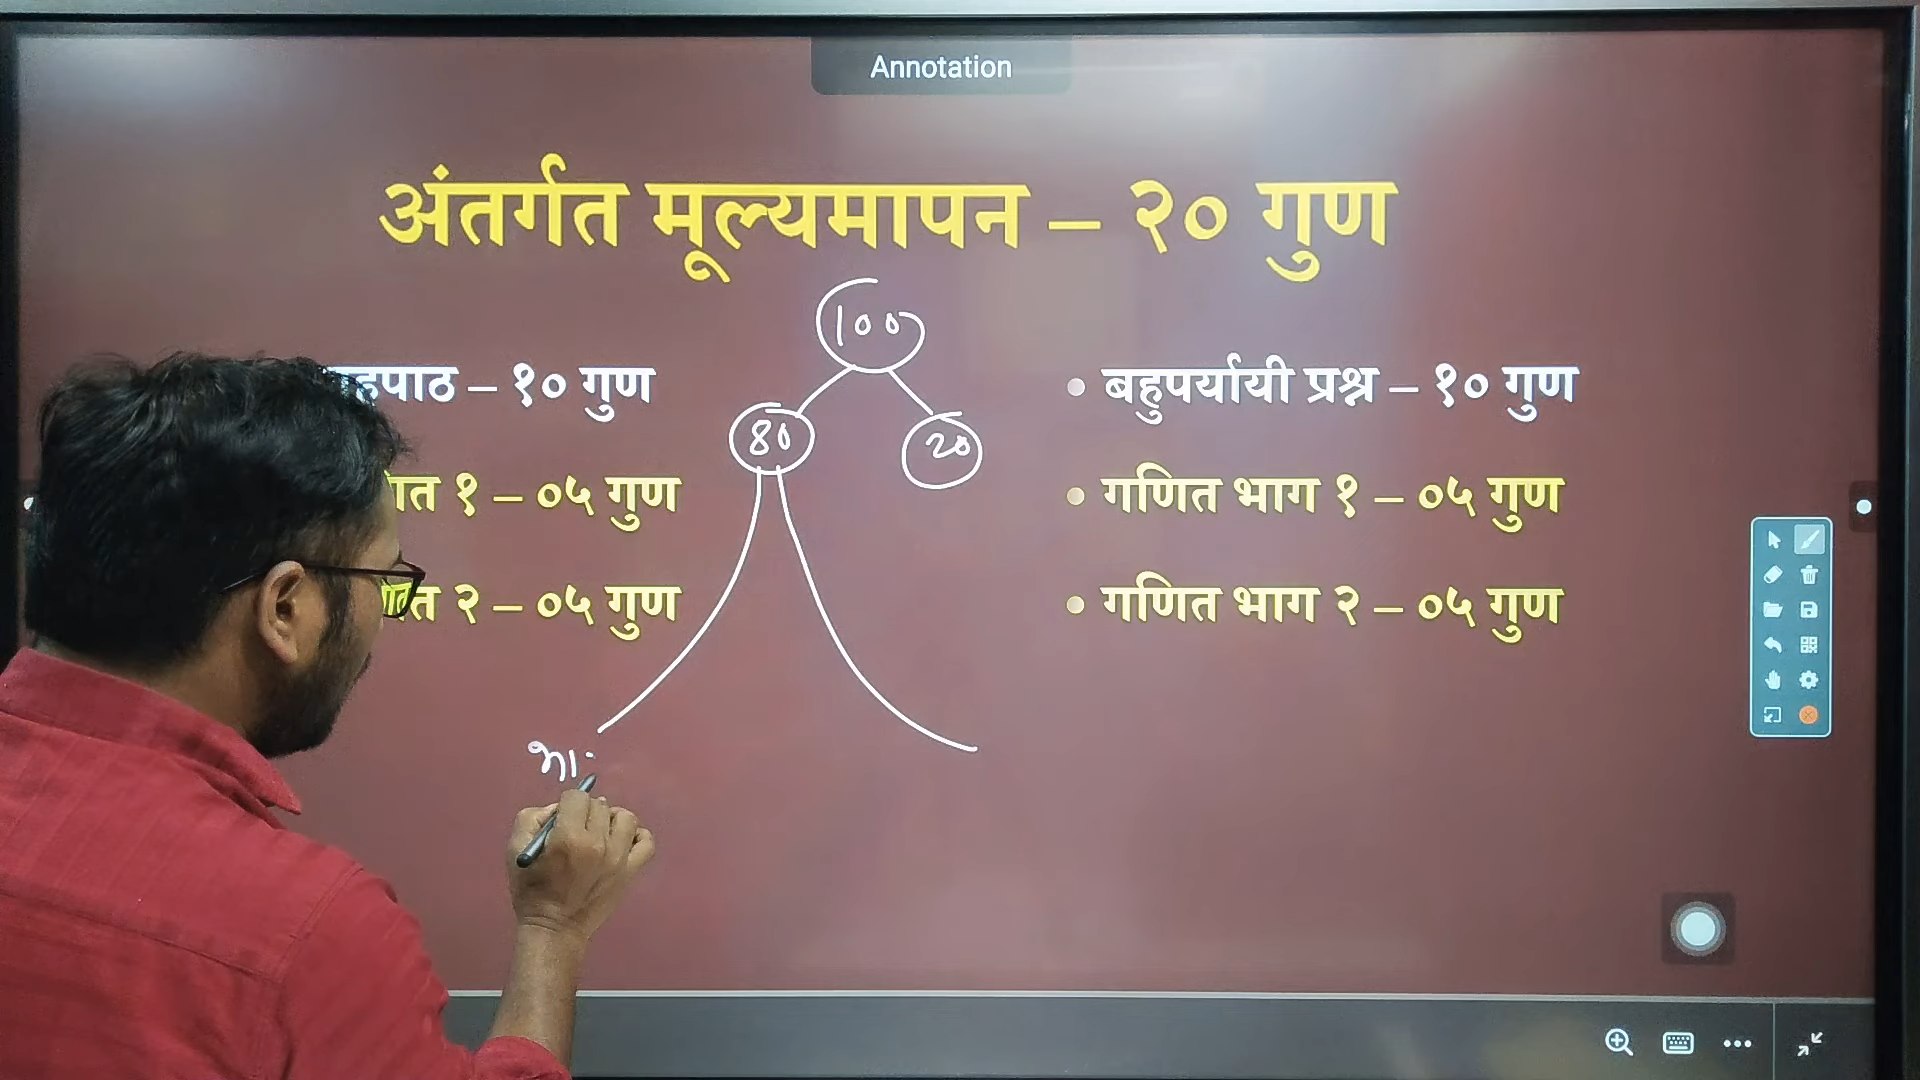 Annotation
अंतर्गत मूल्यमापन – २० गुण
100
80
20
– १० गुण
१ – ०५ गुण
२ – ०५ गुण
• बहुपर्यायी प्रश्न – १० गुण
• गणित भाग १ – ०५ गुण
• गणित भाग २ – ०५ गुण
भा